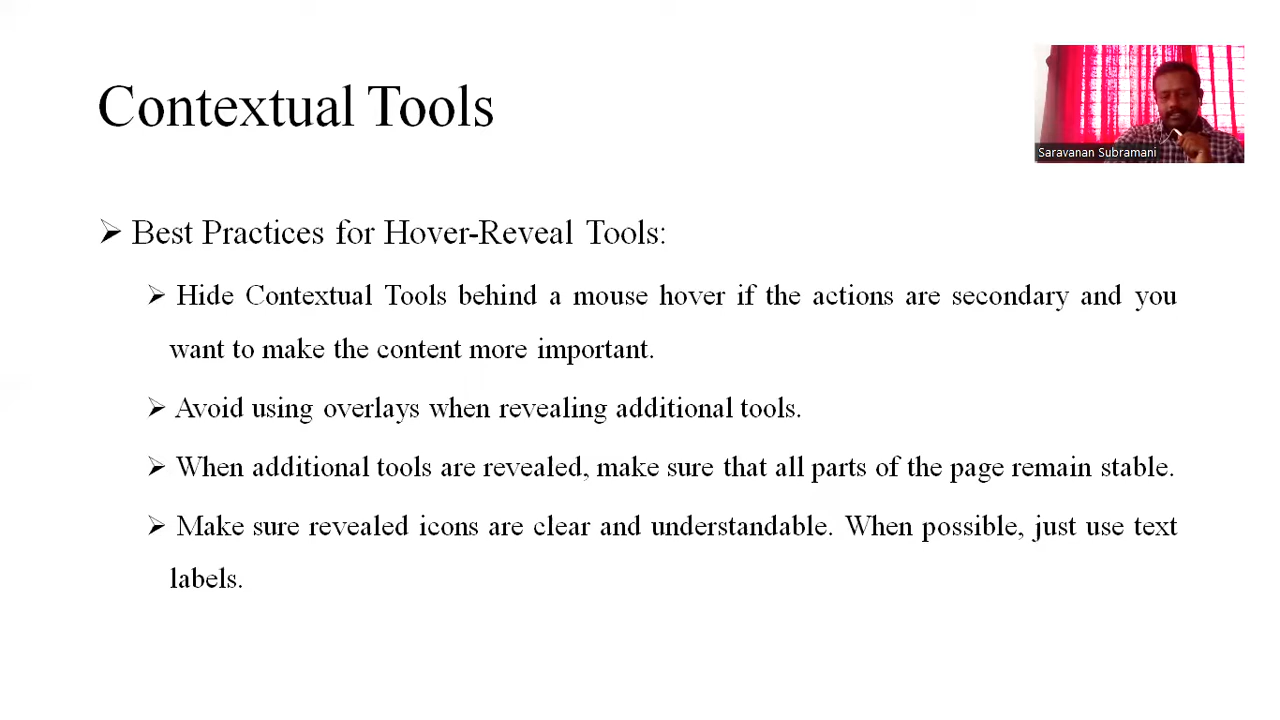 Contextual Tools
Saravanan Subramani
Best Practices for Hover-Reveal Tools:
Hide Contextual Tools behind a mouse hover if the actions are secondary and you
want to make the content more important.
Avoid using overlays when revealing additional tools.
When additional tools are revealed, make sure that all parts of the page remain stable.
Make sure revealed icons are clear and understandable. When possible, just use text
labels.